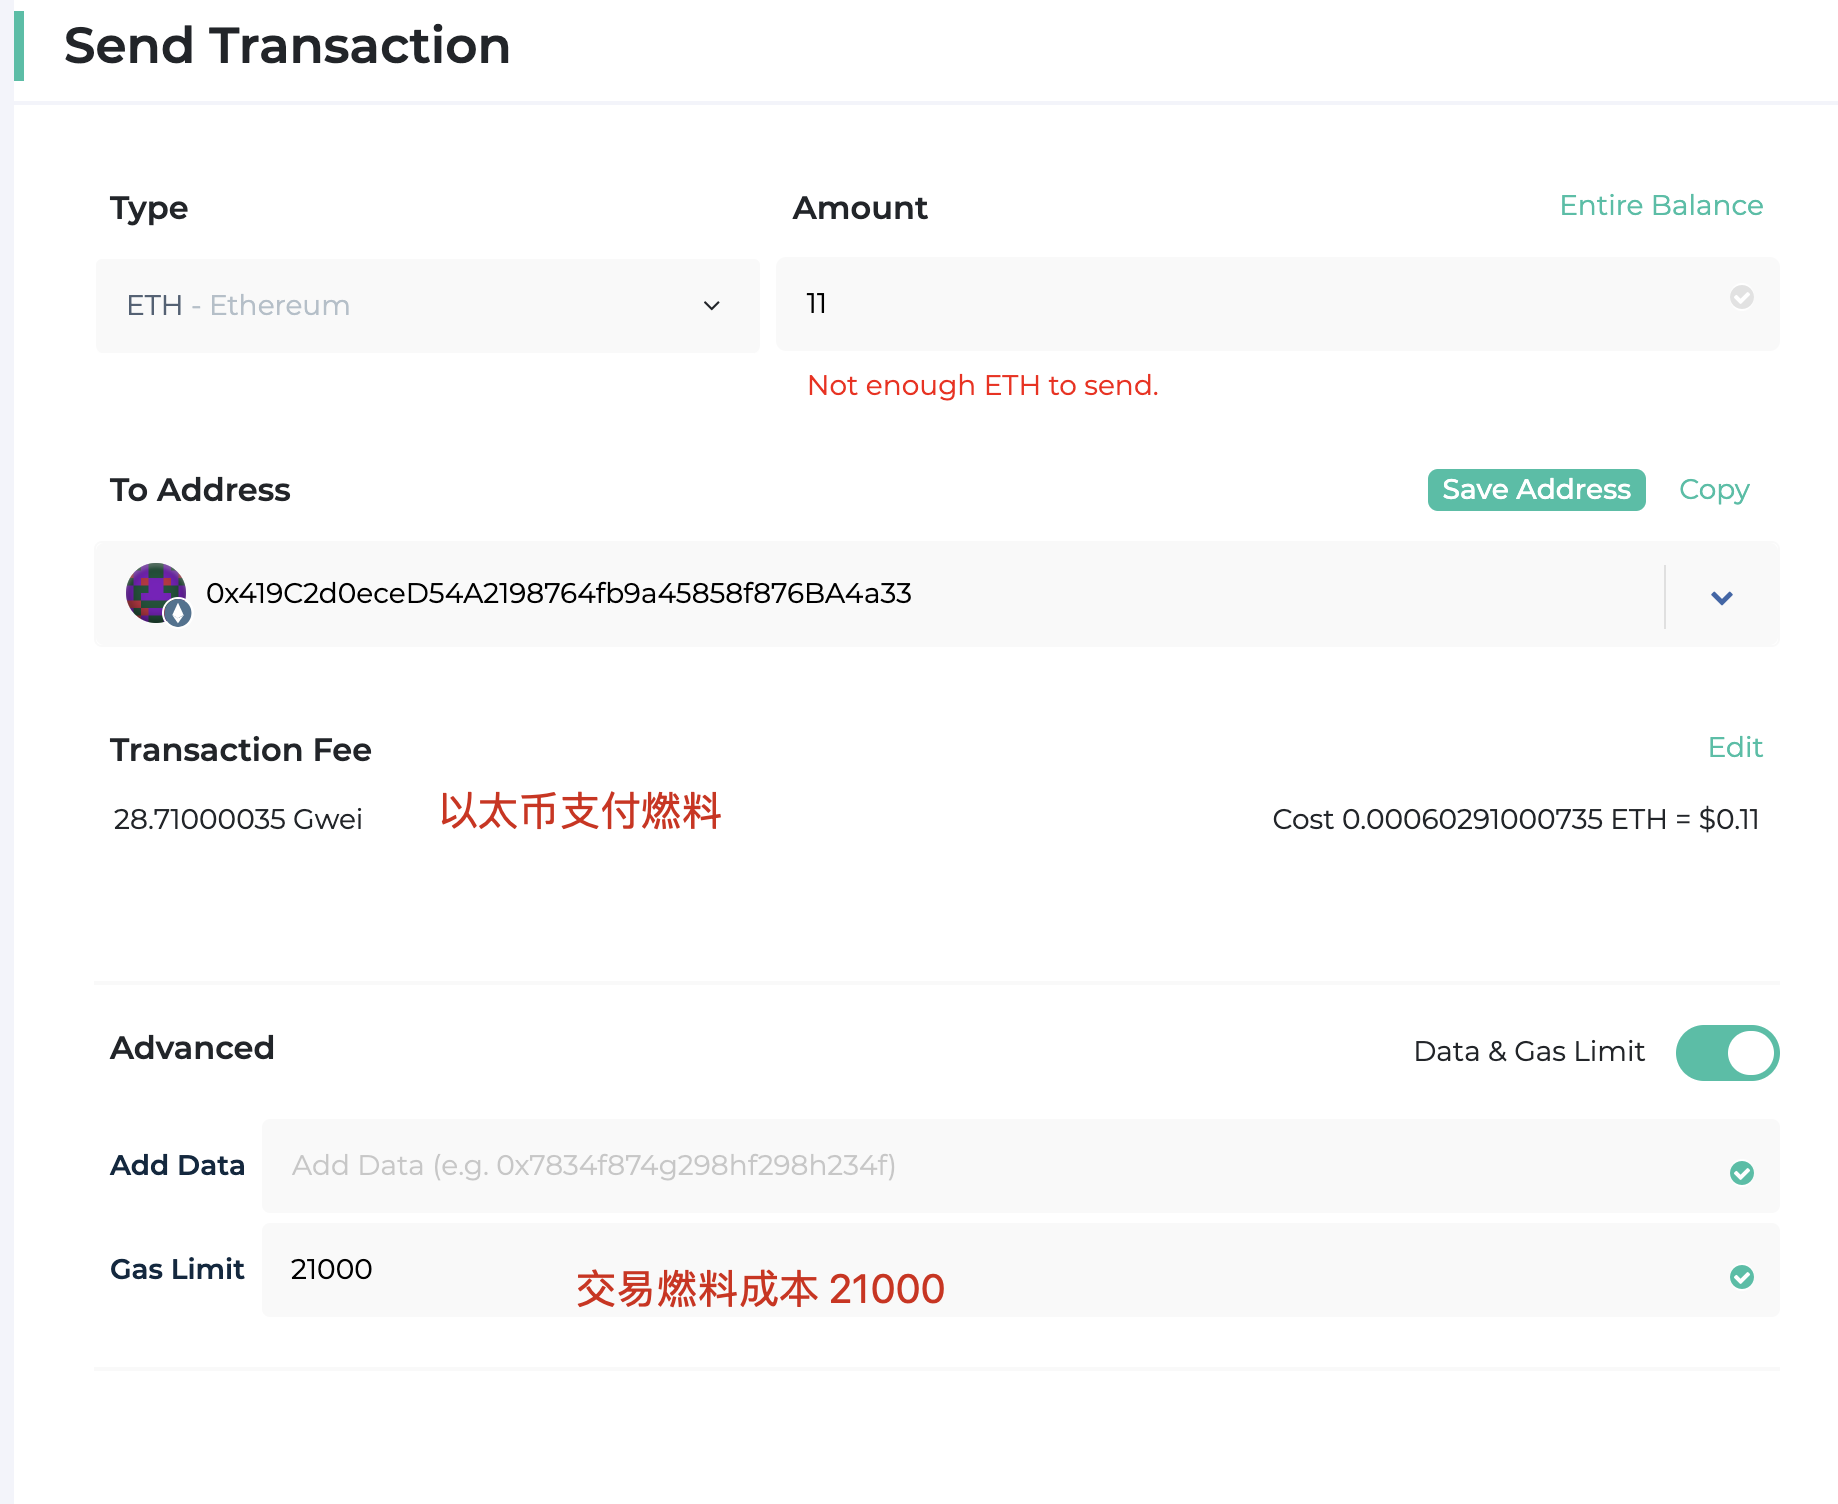 Send Transaction
Type
Amount
Entire Balance
ETH - Ethereum
11
Not enough ETH to send.
To Address
Save Address
Copy
0x419C2d0eceD54A2198764fb9a45858f876BA4a33
Transaction Fee
Edit
28.71000035 Gwei
以太币支付燃料
Cost 0.00060291000735 ETH = $0.11
Advanced
Data & Gas Limit
Add Data
Add Data (e.g. 0x7834f874g298hf298h234f)
Gas Limit
21000
交易燃料成本 21000